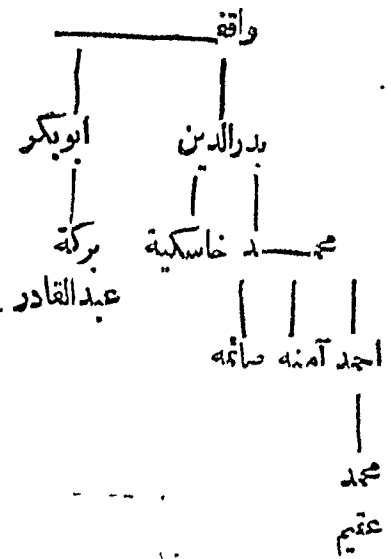 واقف
بدرالدين ابوبكر
محمد خاسكية بركة
عبدالقادر
احمد آمنه صائمه
محمد
عقيم